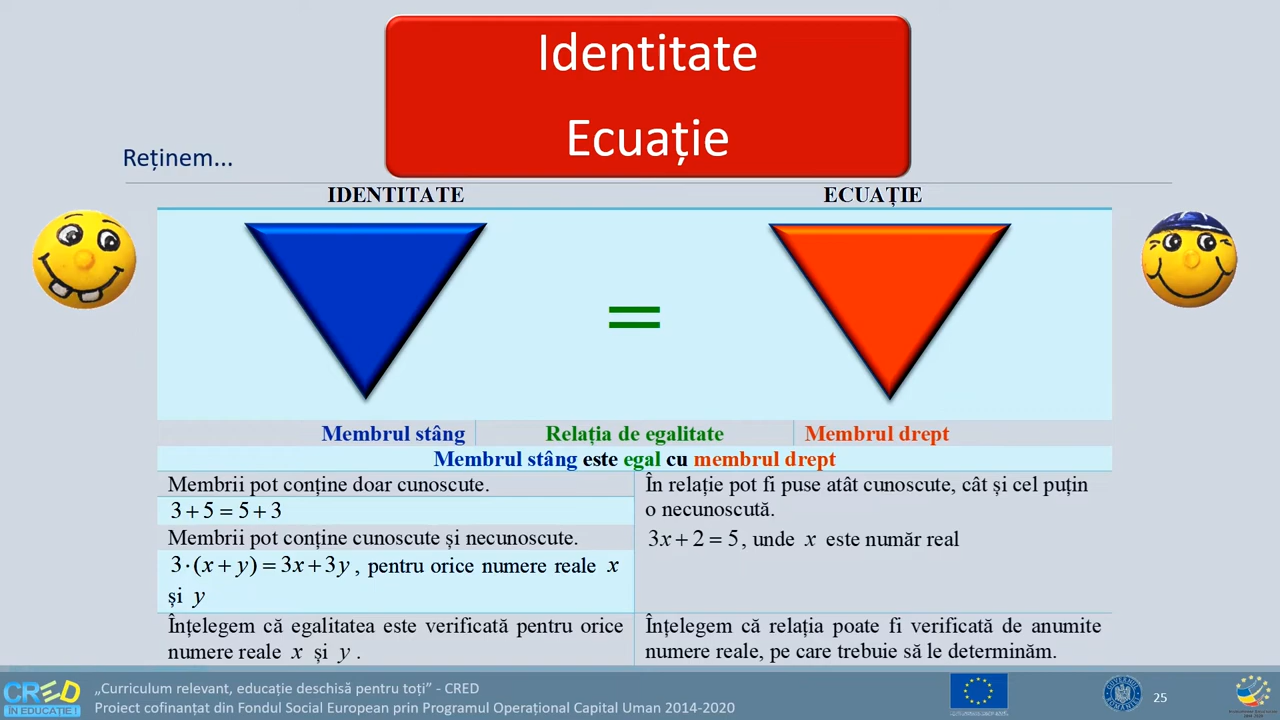 Identitate
Ecuație
Reținem...
IDENTITATE
ECUAȚIE
=
Membrul stâng
Relația de egalitate
Membrul drept
Membrul stâng este egal cu membrul drept
Membrii pot conține doar cunoscute.
3 + 5 = 5 + 3
Membrii pot conține cunoscute și necunoscute.
3·(x + y) = 3x + 3y, pentru orice numere reale x
și y
Înțelegem că egalitatea este verificată pentru orice
numere reale x și y.
În relație pot fi puse atât cunoscute, cât și cel puțin
o necunoscută.
3x + 2 = 5, unde x este număr real
Înțelegem că relația poate fi verificată de anumite
numere reale, pe care trebuie să le determinăm.
CRED
ÎN EDUCAȚIE !
„Curriculum relevant, educație deschisă pentru toți” - CRED
Proiect cofinanțat din Fondul Social European prin Programul Operațional Capital Uman 2014-2020
25